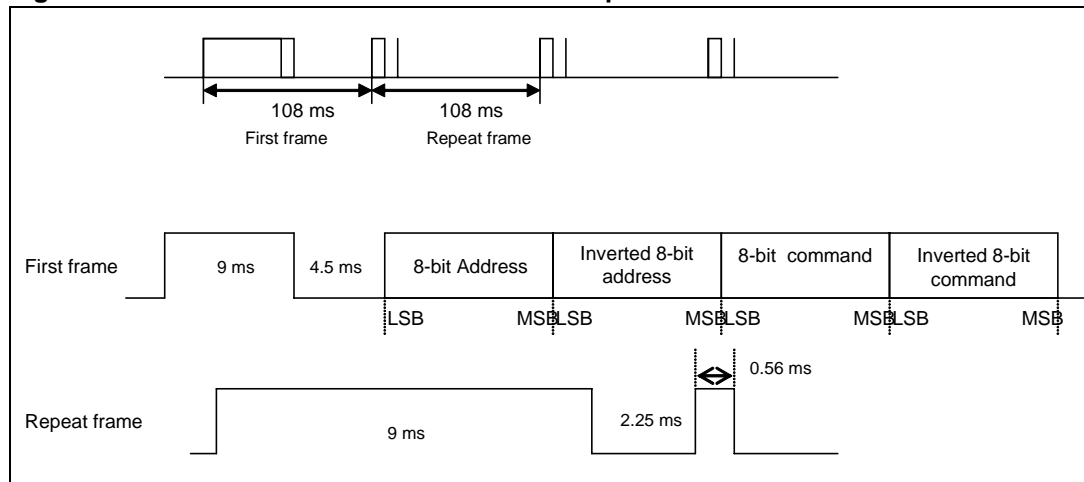 108 ms 108 ms
First frame Repeat frame
First frame 9 ms 4.5 ms 8-bit Address Inverted 8-bit address 8-bit command Inverted 8-bit command
LSB MSB LSB MSB LSB MSB LSB MSB
0.56 ms
Repeat frame 9 ms 2.25 ms